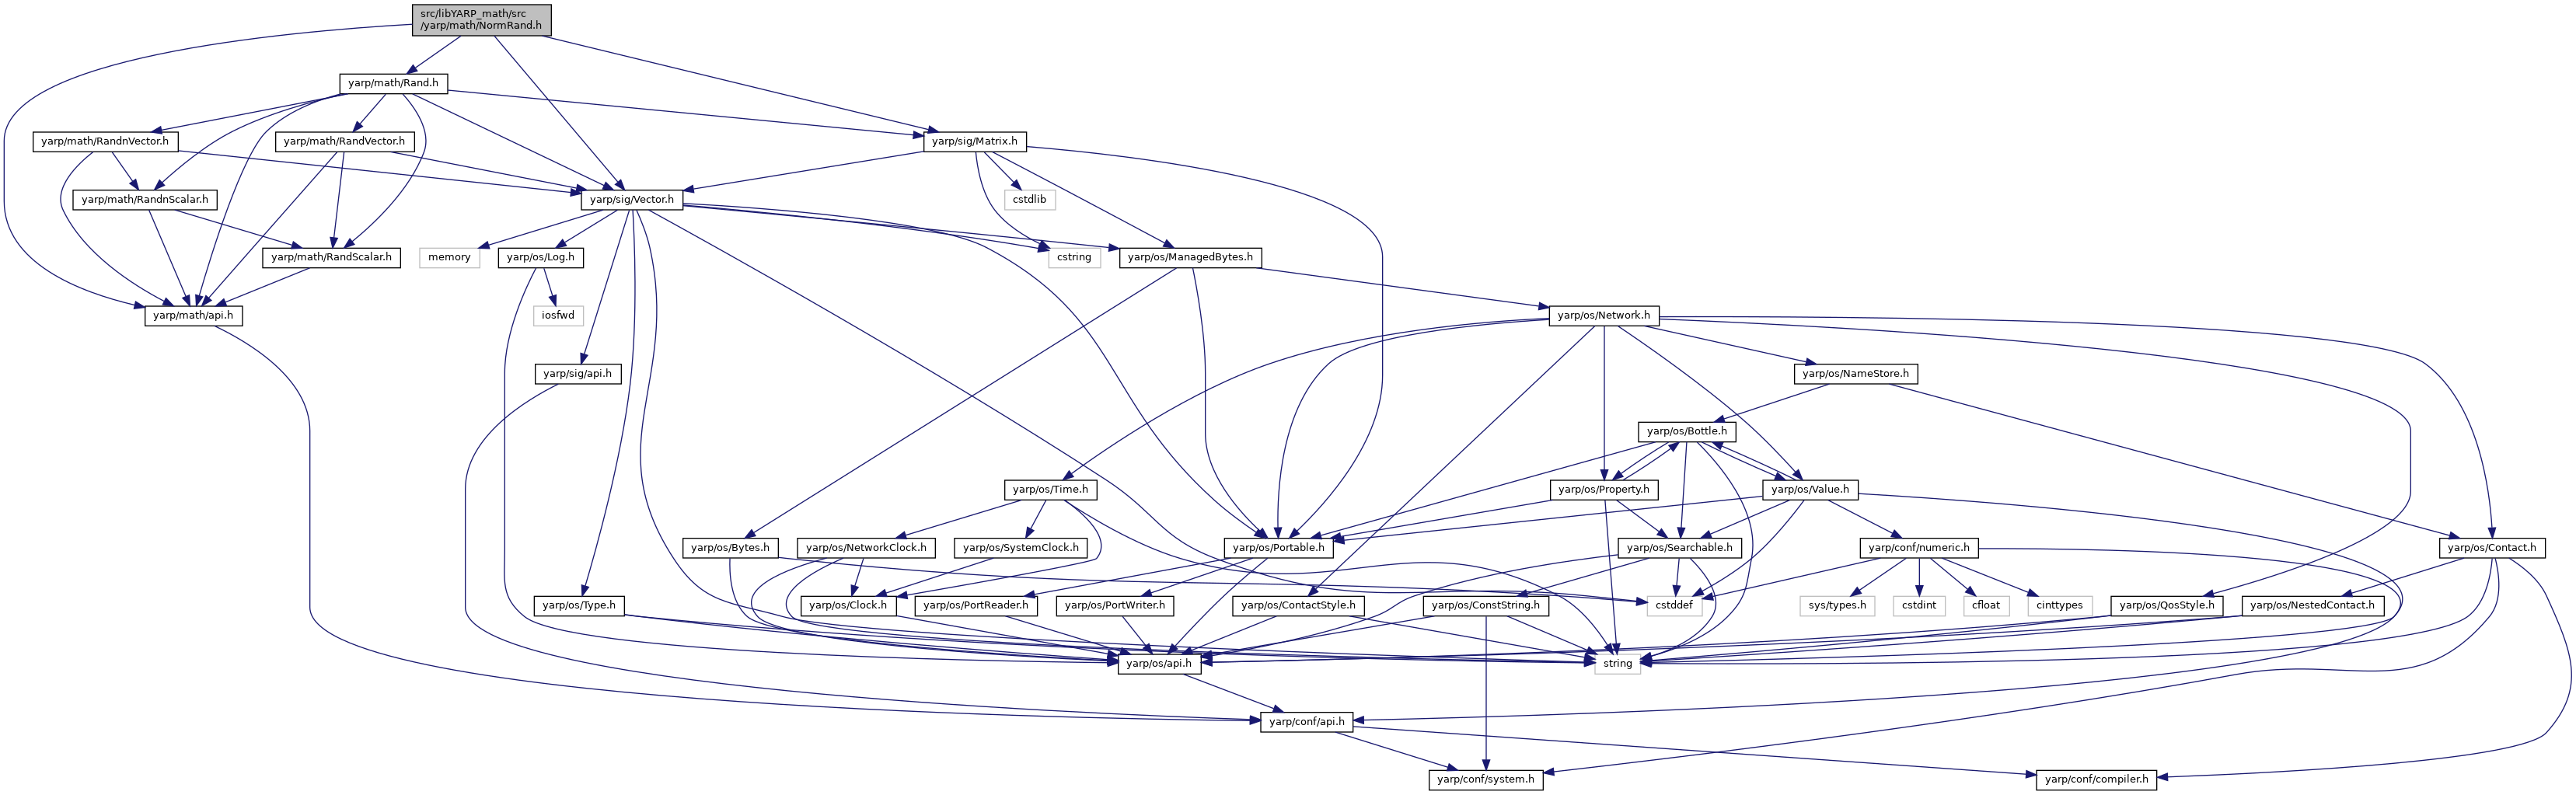 src/libYARP_math/src
/yarp/math/NormRand.h
yarp/math/Rand.h
yarp/math/RandnVector.h
yarp/math/RandVector.h
yarp/sig/Matrix.h
yarp/math/RandnScalar.h
yarp/sig/Vector.h
cstdlib
yarp/math/RandScalar.h
memory
yarp/os/Log.h
cstring
yarp/os/ManagedBytes.h
yarp/math/api.h
iosfwd
yarp/os/Network.h
yarp/sig/api.h
yarp/os/NameStore.h
yarp/os/Bottle.h
yarp/os/Time.h
yarp/os/Property.h
yarp/os/Value.h
yarp/os/Bytes.h
yarp/os/NetworkClock.h
yarp/os/SystemClock.h
yarp/os/Portable.h
yarp/os/Searchable.h
yarp/conf/numeric.h
yarp/os/Contact.h
yarp/os/Type.h
yarp/os/Clock.h
yarp/os/PortReader.h
yarp/os/PortWriter.h
yarp/os/ContactStyle.h
yarp/os/ConstString.h
cstddef
sys/types.h
cstdint
cfloat
cinttypes
yarp/os/QosStyle.h
yarp/os/NestedContact.h
yarp/os/api.h
string
yarp/conf/api.h
yarp/conf/system.h
yarp/conf/compiler.h